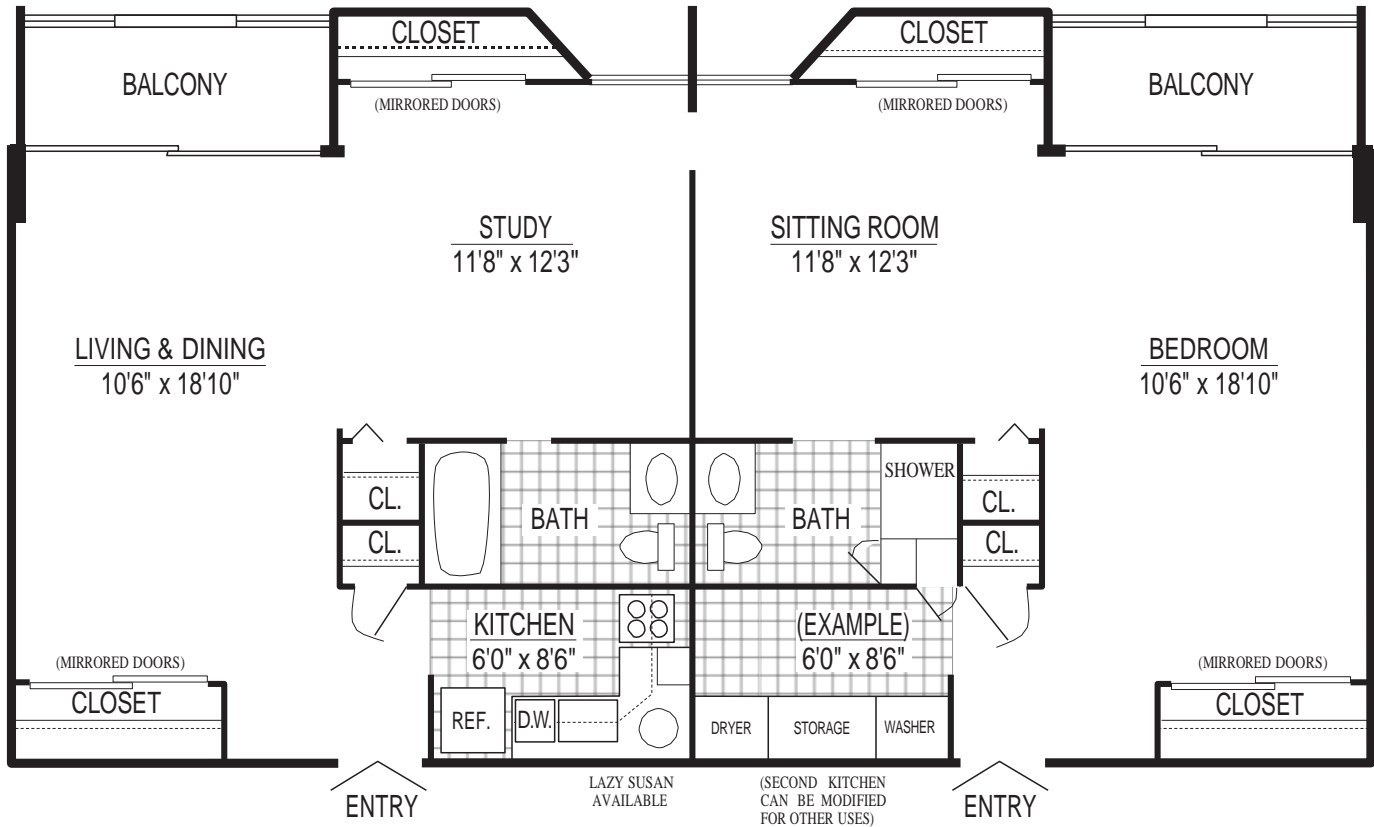 CLOSET
CLOSET
BALCONY
BALCONY
(MIRRORED DOORS)
(MIRRORED DOORS)
STUDY
11'8" x 12'3"
SITTING ROOM
11'8" x 12'3"
LIVING & DINING
10'6" x 18'10"
BEDROOM
10'6" x 18'10"
SHOWER
CL.
BATH
BATH
CL.
CL.
CL.
KITCHEN
6'0" x 8'6"
(EXAMPLE)
6'0" x 8'6"
(MIRRORED DOORS)
(MIRRORED DOORS)
CLOSET
CLOSET
REF.
D.W.
DRYER
STORAGE
WASHER
ENTRY
LAZY SUSAN
AVAILABLE
(SECOND KITCHEN
CAN BE MODIFIED
FOR OTHER USES)
ENTRY